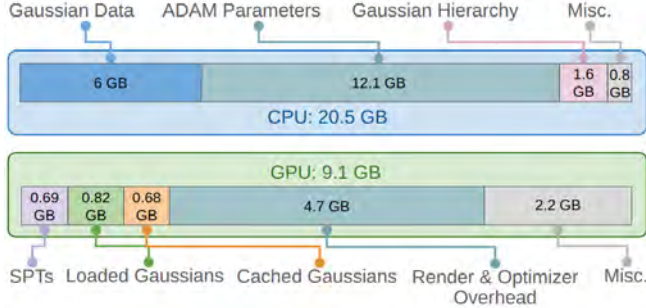 Gaussian Data ADAM Parameters Gaussian Hierarchy Misc.
6 GB 12.1 GB 1.6 GB 0.8 GB
CPU: 20.5 GB
GPU: 9.1 GB
0.69 GB 0.82 GB 0.68 GB 4.7 GB 2.2 GB
SPTs Loaded Gaussians Cached Gaussians Render & Optimizer Misc.
Overhead